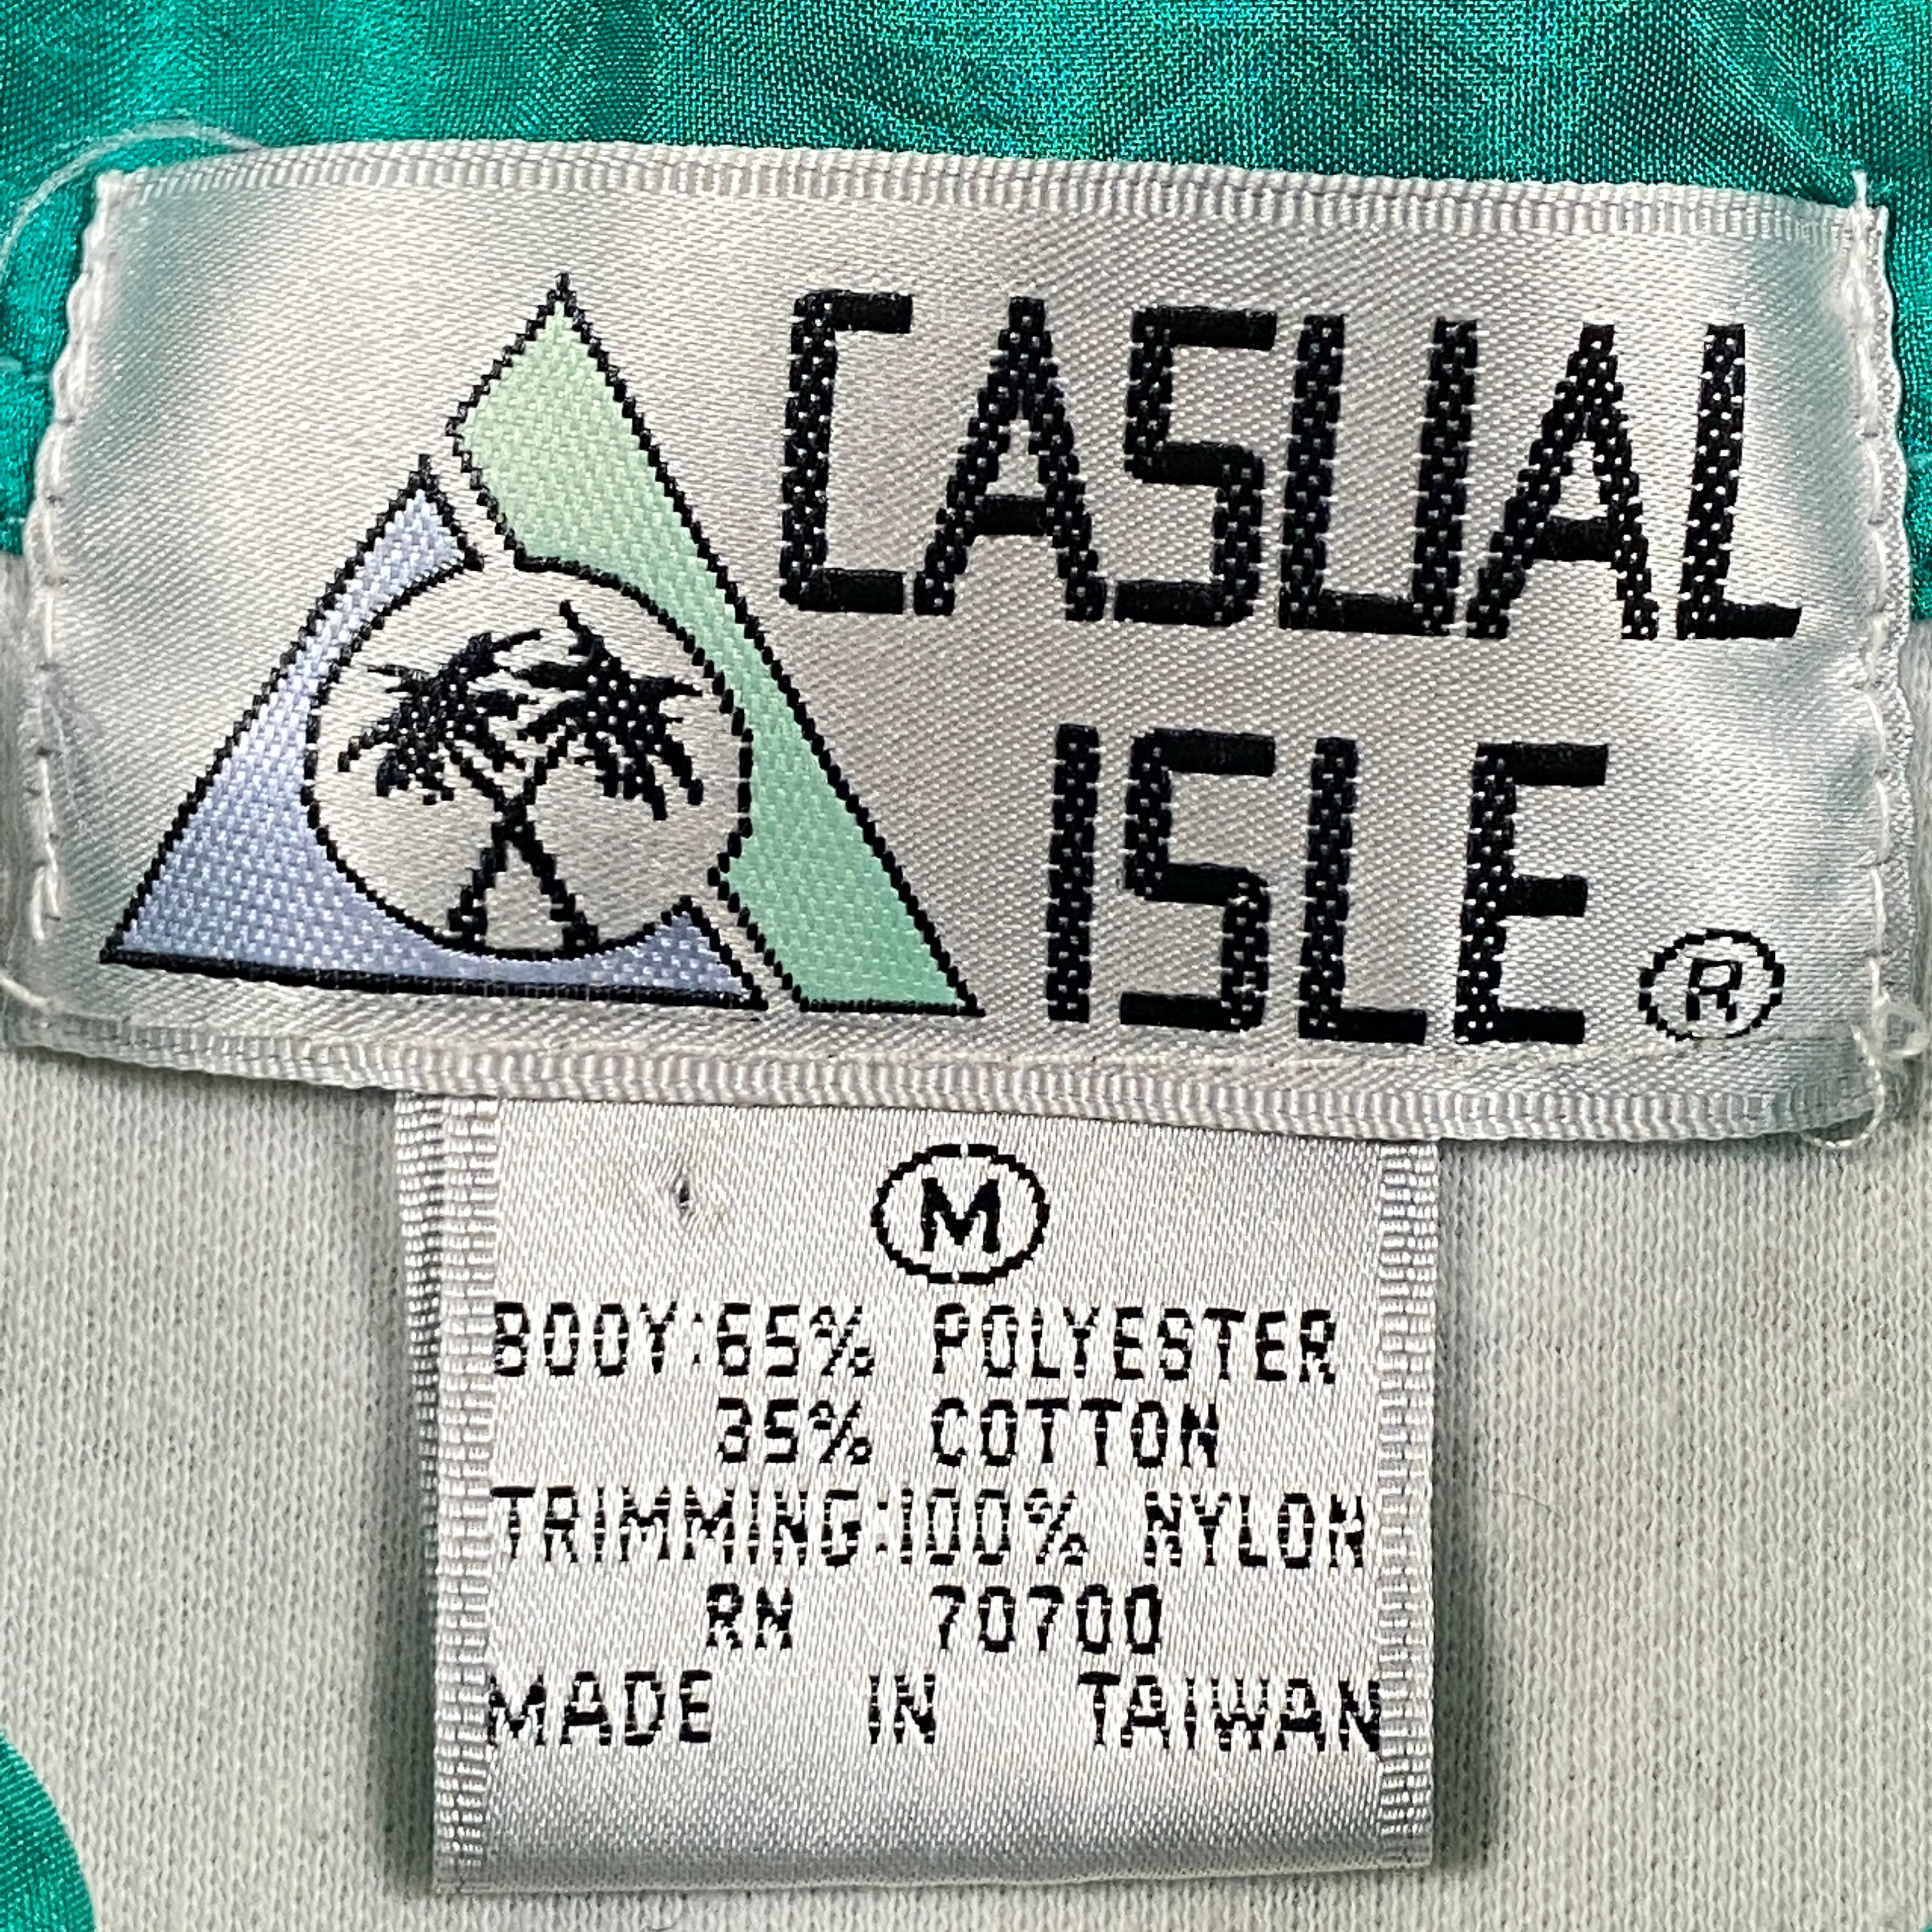 CASUAL
ISLE ®
M
BODY:65% POLYESTER
35% COTTON
TRIMMING:100% NYLON
RN 70700
MADE IN TAIWAN